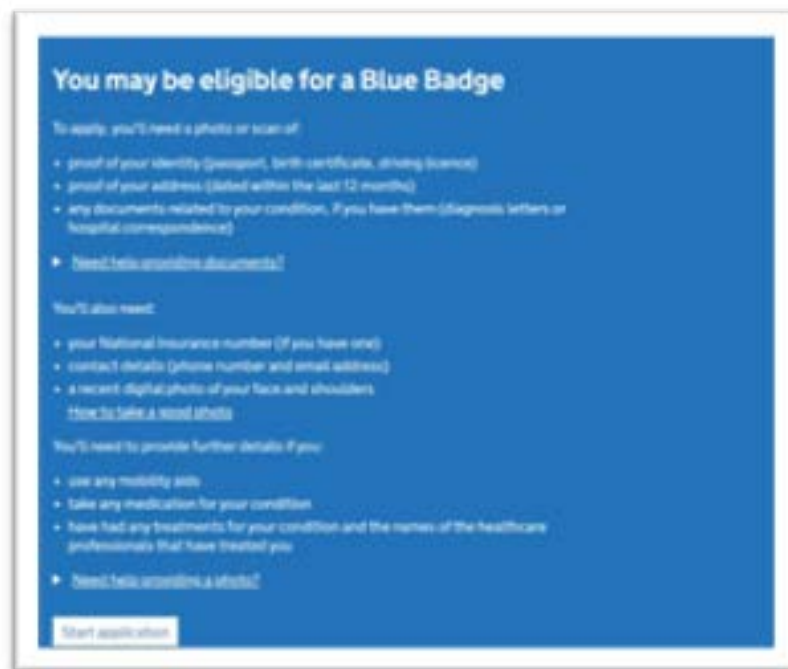 You may be eligible for a Blue Badge
To apply, you'll need a photo or scan of:
• proof of your identity (passport, birth certificate, driving licence)
• proof of your address (dated within the last 12 months)
• any documents related to your condition, if you have them (diagnosis letters or
hospital correspondence)
► Need help providing documents?
You'll also need:
• your National Insurance number (if you have one)
• contact details (phone number and email address)
• a recent digital photo of your face and shoulders
How to take a good photo
You'll need to provide further details if you:
• use any mobility aids
• take any medication for your condition
• have had any treatments for your condition and the names of the healthcare
professionals that have treated you
► Need help providing a photo?
Start application